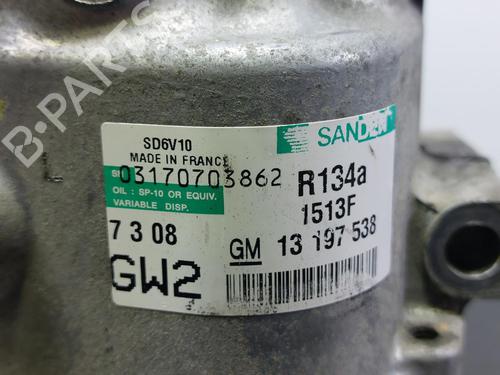 SD6V10
MADE IN FRANCE
SANDEN
03170703862
OIL : SP-10 OR EQUIV.
VARIABLE DISP.
R134a
1513F
7 3 08
GM 13 197 538
GW2
B-PARTS